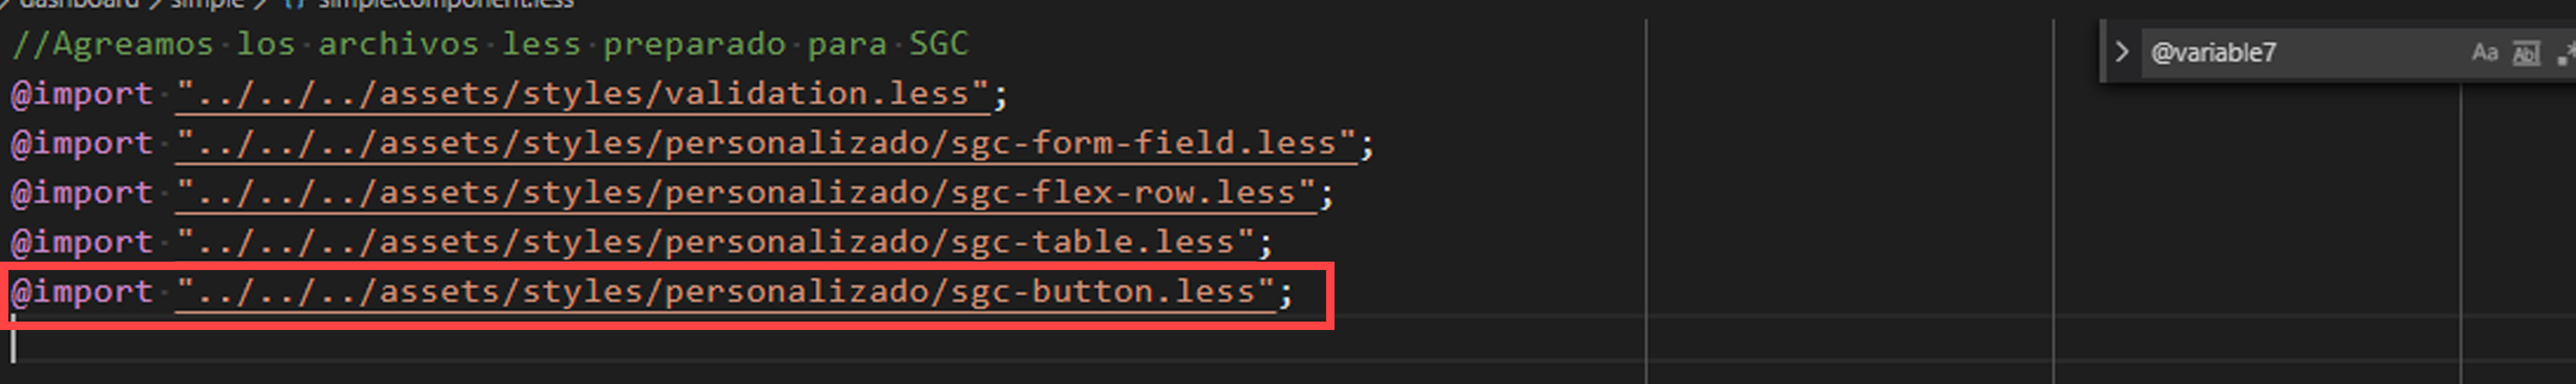 dashboard > simple > {} simple.component.less
//Agreamos los archivos less preparado para SGC
@import "../../../assets/styles/validation.less";
@import "../../../assets/styles/personalizado/sgc-form-field.less";
@import "../../../assets/styles/personalizado/sgc-flex-row.less";
@import "../../../assets/styles/personalizado/sgc-table.less";
@import "../../../assets/styles/personalizado/sgc-button.less";
> @variable7 Aa Abl .*